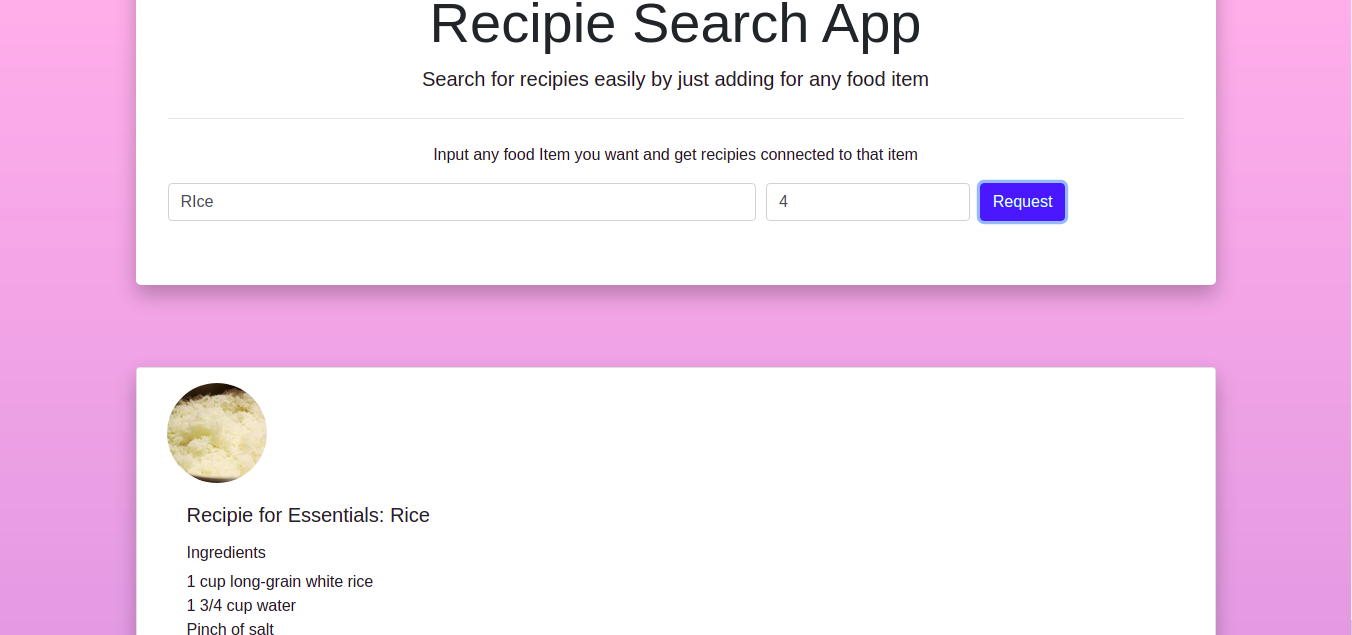 Recipie Search App
Search for recipies easily by just adding for any food item
Input any food Item you want and get recipies connected to that item
RIce
4
Request
Recipie for Essentials: Rice
Ingredients
1 cup long-grain white rice
1 3/4 cup water
Pinch of salt